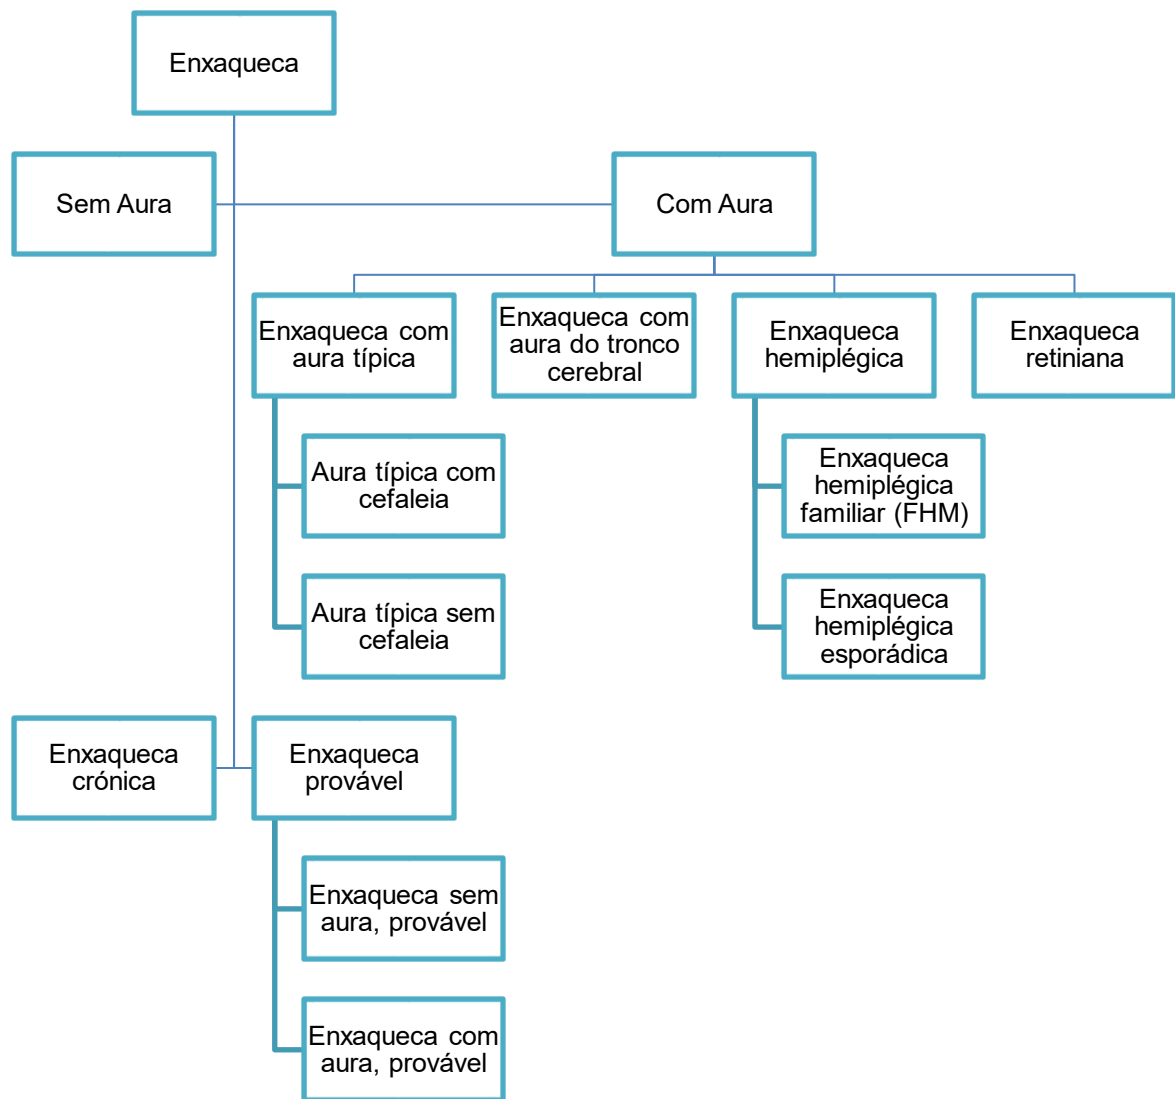 Enxaqueca
Sem Aura
Com Aura
Enxaqueca com
aura típica
Enxaqueca com
aura do tronco
cerebral
Enxaqueca
hemiplégica
Enxaqueca
retiniana
Aura típica com
cefaleia
Enxaqueca
hemiplégica
familiar (FHM)
Aura típica sem
cefaleia
Enxaqueca
hemiplégica
esporádica
Enxaqueca
crónica
Enxaqueca
provável
Enxaqueca sem
aura, provável
Enxaqueca com
aura, provável